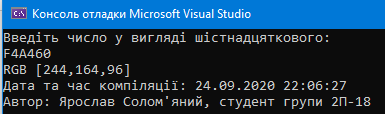 Консоль отладки Microsoft Visual Studio
Введіть число у вигляді шістнадцяткового:
F4A460
RGB [244,164,96]
Дата та час компіляції: 24.09.2020 22:06:27
Автор: Ярослав Солом'яний, студент групи 2П-18